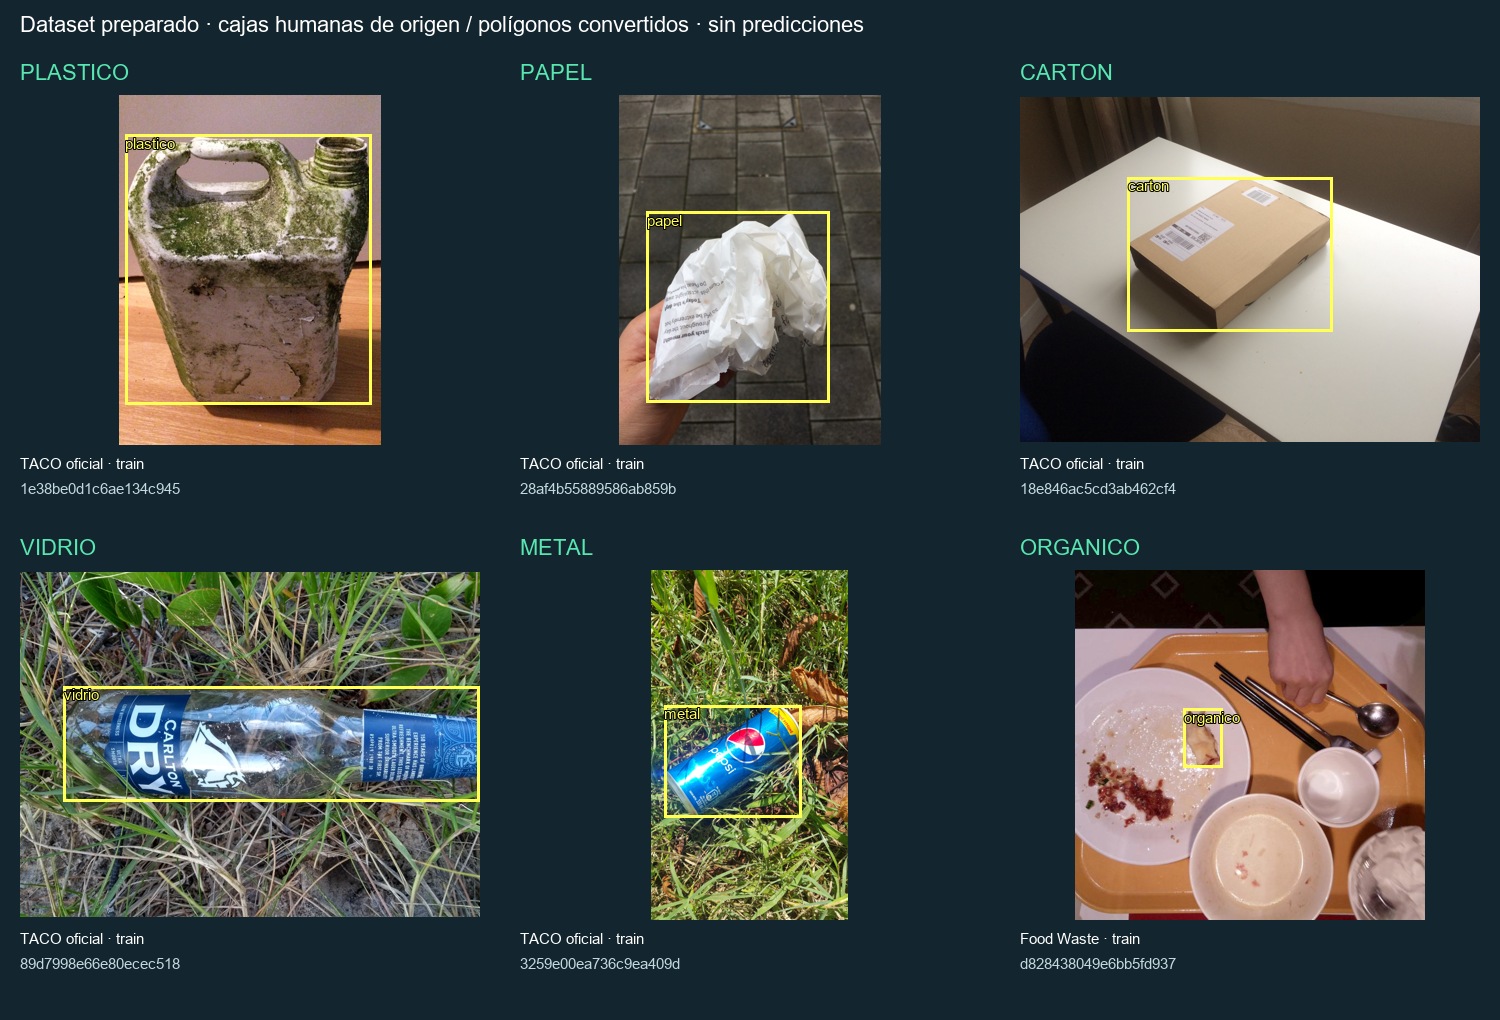 Dataset preparado · cajas humanas de origen / polígonos convertidos · sin predicciones
PLASTICO
PAPEL
CARTON
plastico
papel
carton
TACO oficial · train
1e38be0d1c6ae134c945
TACO oficial · train
28af4b55889586ab859b
TACO oficial · train
18e846ac5cd3ab462cf4
VIDRIO
METAL
ORGANICO
vidrio
CARLTON
DRY
metal
pepsi
organico
TACO oficial · train
89d7998e66e80ecec518
TACO oficial · train
3259e00ea736c9ea409d
Food Waste · train
d828438049e6bb5fd937